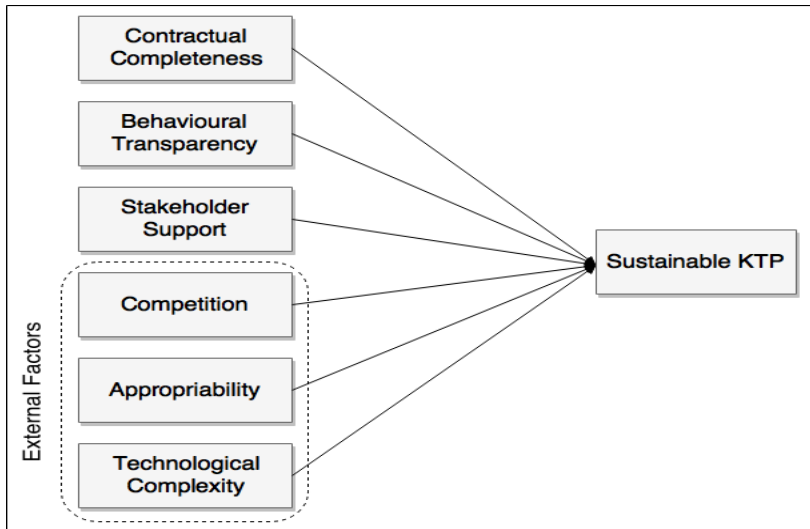 Contractual
Completeness
Behavioural
Transparency
Stakeholder
Support
Sustainable KTP
External Factors
Competition
Appropriability
Technological
Complexity